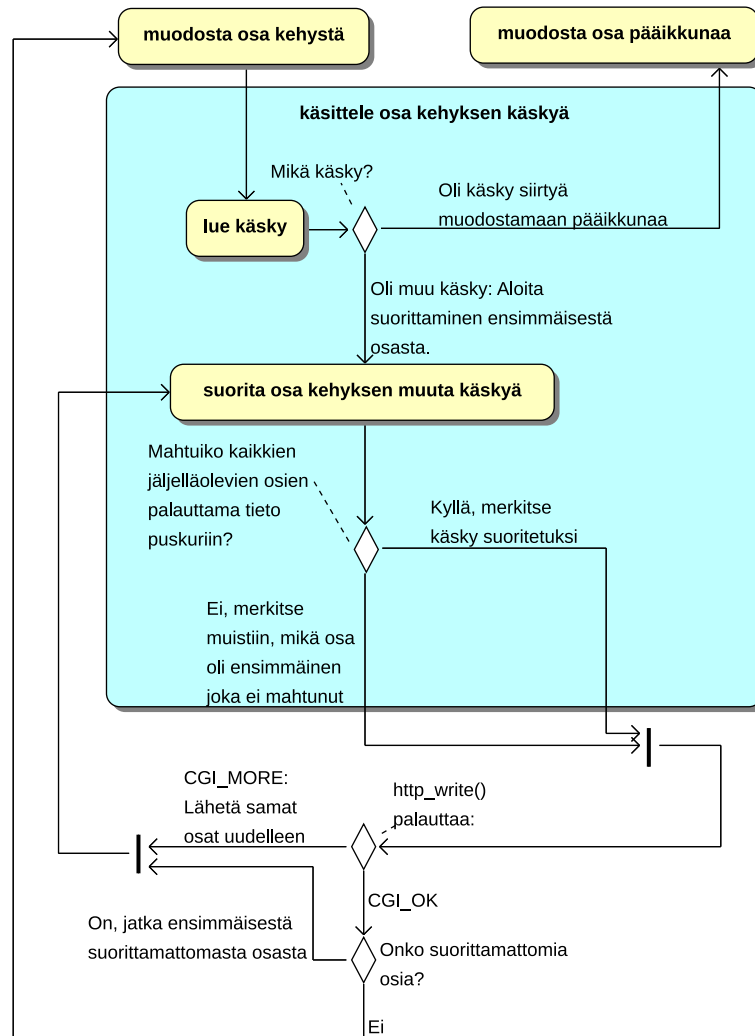 muodosta osa kehystä
muodosta osa pääikkunaa
käsittele osa kehyksen käskyä
Mikä käsky?
Oli käsky siirtyä
muodostamaan pääikkunaa
lue käsky
Oli muu käsky: Aloita
suorittaminen ensimmäisestä
osasta.
suorita osa kehyksen muuta käskyä
Mahtuiko kaikkien
jäljelläolevien osien
palauttama tieto
puskuriin?
Kyllä, merkitse
käsky suoritetuksi
Ei, merkitse
muistiin, mikä osa
oli ensimmäinen
joka ei mahtunut
CGI_MORE:
Lähetä samat
osat uudelleen
http_write()
palauttaa:
CGI_OK
On, jatka ensimmäisestä
suorittamattomasta osasta
Onko suorittamattomia
osia?
Ei